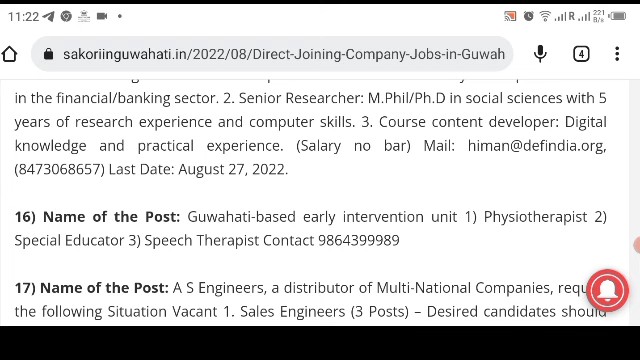 11:22
R
221
B/s
sakoriinguwahati.in/2022/08/Direct-Joining-Company-Jobs-in-Guwah
4
in the financial/banking sector. 2. Senior Researcher: M.Phil/Ph.D in social sciences with 5
years of research experience and computer skills. 3. Course content developer: Digital
knowledge and practical experience. (Salary no bar) Mail: himan@defindia.org,
(8473068657) Last Date: August 27, 2022.
16) Name of the Post: Guwahati-based early intervention unit 1) Physiotherapist 2)
Special Educator 3) Speech Therapist Contact 9864399989
17) Name of the Post: A S Engineers, a distributor of Multi-National Companies,
the following Situation Vacant 1. Sales Engineers (3 Posts) – Desired candidates should